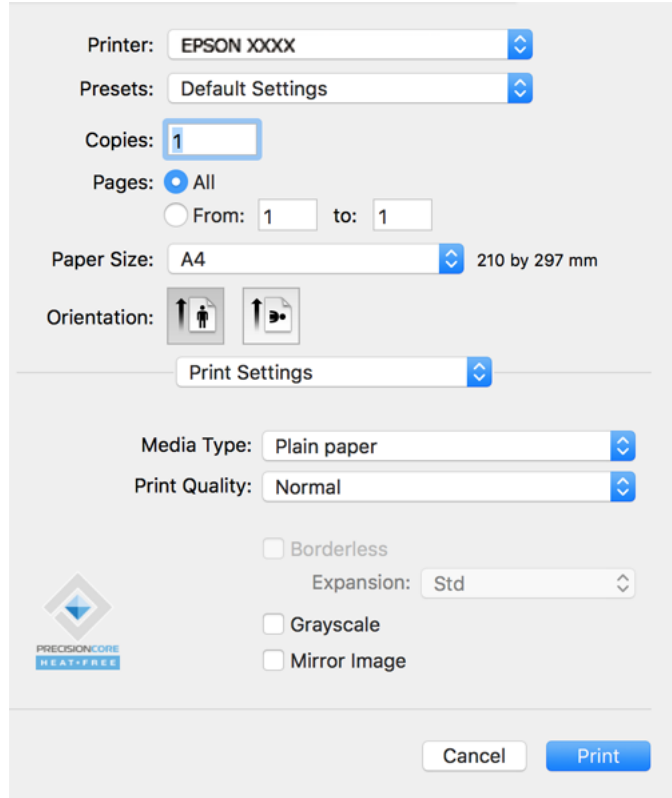 Printer: EPSON XXXX
Presets: Default Settings
Copies: 1
Pages: All
From: 1 to: 1
Paper Size: A4 210 by 297 mm
Orientation:
Print Settings
Media Type: Plain paper
Print Quality: Normal
Borderless
Expansion: Std
Grayscale
Mirror Image
PRECISIONCORE
HEAT•FREE
Cancel Print